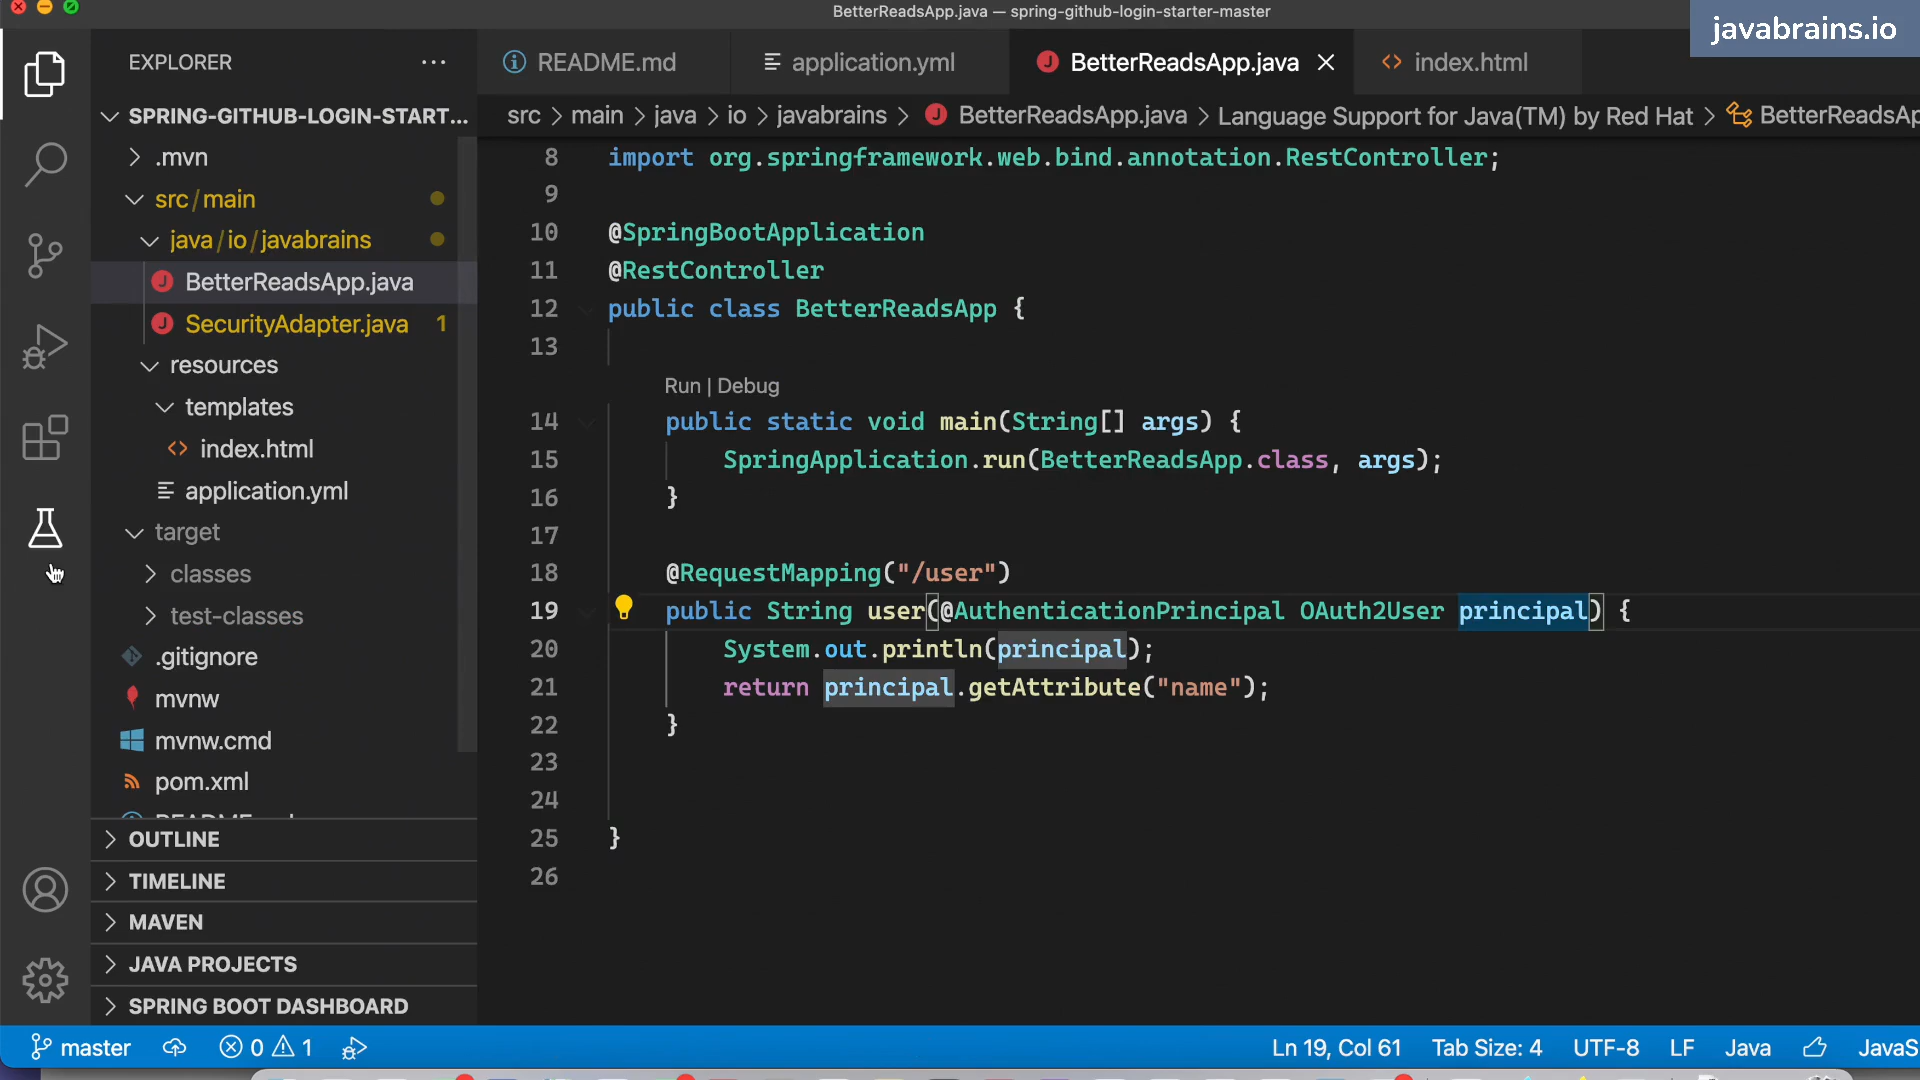 BetterReadsApp.java — spring-github-login-starter-master
javabrains.io
EXPLORER
README.md
application.yml
BetterReadsApp.java
index.html
SPRING-GITHUB-LOGIN-START...
src > main > java > io > javabrains > BetterReadsApp.java > Language Support for Java(TM) by Red Hat > BetterReadsAp
.mvn
src/main
java/io/javabrains
BetterReadsApp.java
SecurityAdapter.java 1
resources
templates
index.html
application.yml
target
classes
test-classes
.gitignore
mvnw
mvnw.cmd
pom.xml
OUTLINE
TIMELINE
MAVEN
JAVA PROJECTS
SPRING BOOT DASHBOARD
8 import org.springframework.web.bind.annotation.RestController;
9
10 @SpringBootApplication
11 @RestController
12 public class BetterReadsApp {
13
Run | Debug
14 public static void main(String[] args) {
15 SpringApplication.run(BetterReadsApp.class, args);
16 }
17
18 @RequestMapping("/user")
19 public String user(@AuthenticationPrincipal OAuth2User principal) {
20 System.out.println(principal);
21 return principal.getAttribute("name");
22 }
23
24
25 }
26
master
0 1
Ln 19, Col 61
Tab Size: 4
UTF-8
LF
Java
JavaS